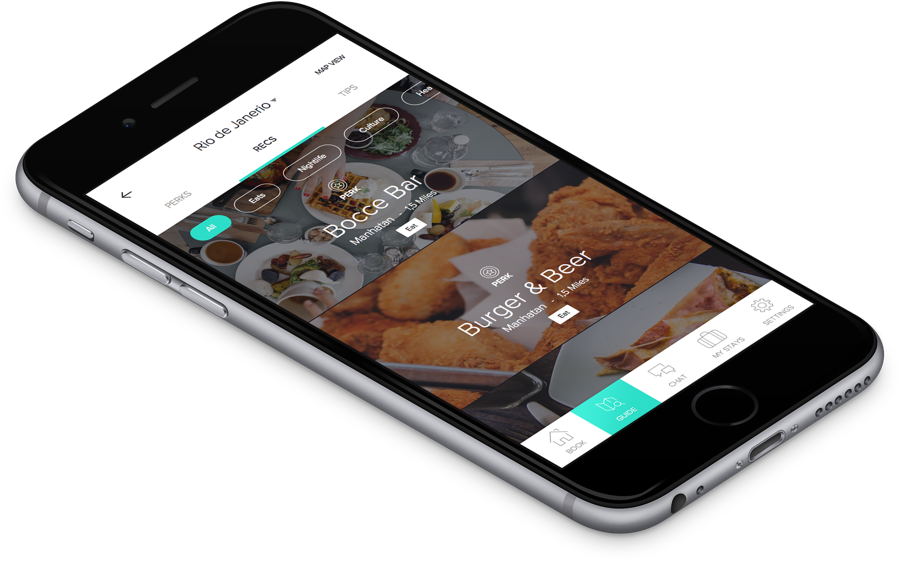 MAP VIEW
Rio de Janerio
PERKS
RECS
TIPS
All
Eats
Nightlife
Culture
Hea
PERK
Bocce Bar
Manhatan - 1,5 Miles
Eat
PERK
Burger & Beer
Manhatan - 1,5 Miles
Eat
BOOK
GUIDE
CHAT
MY STAYS
SETTINGS